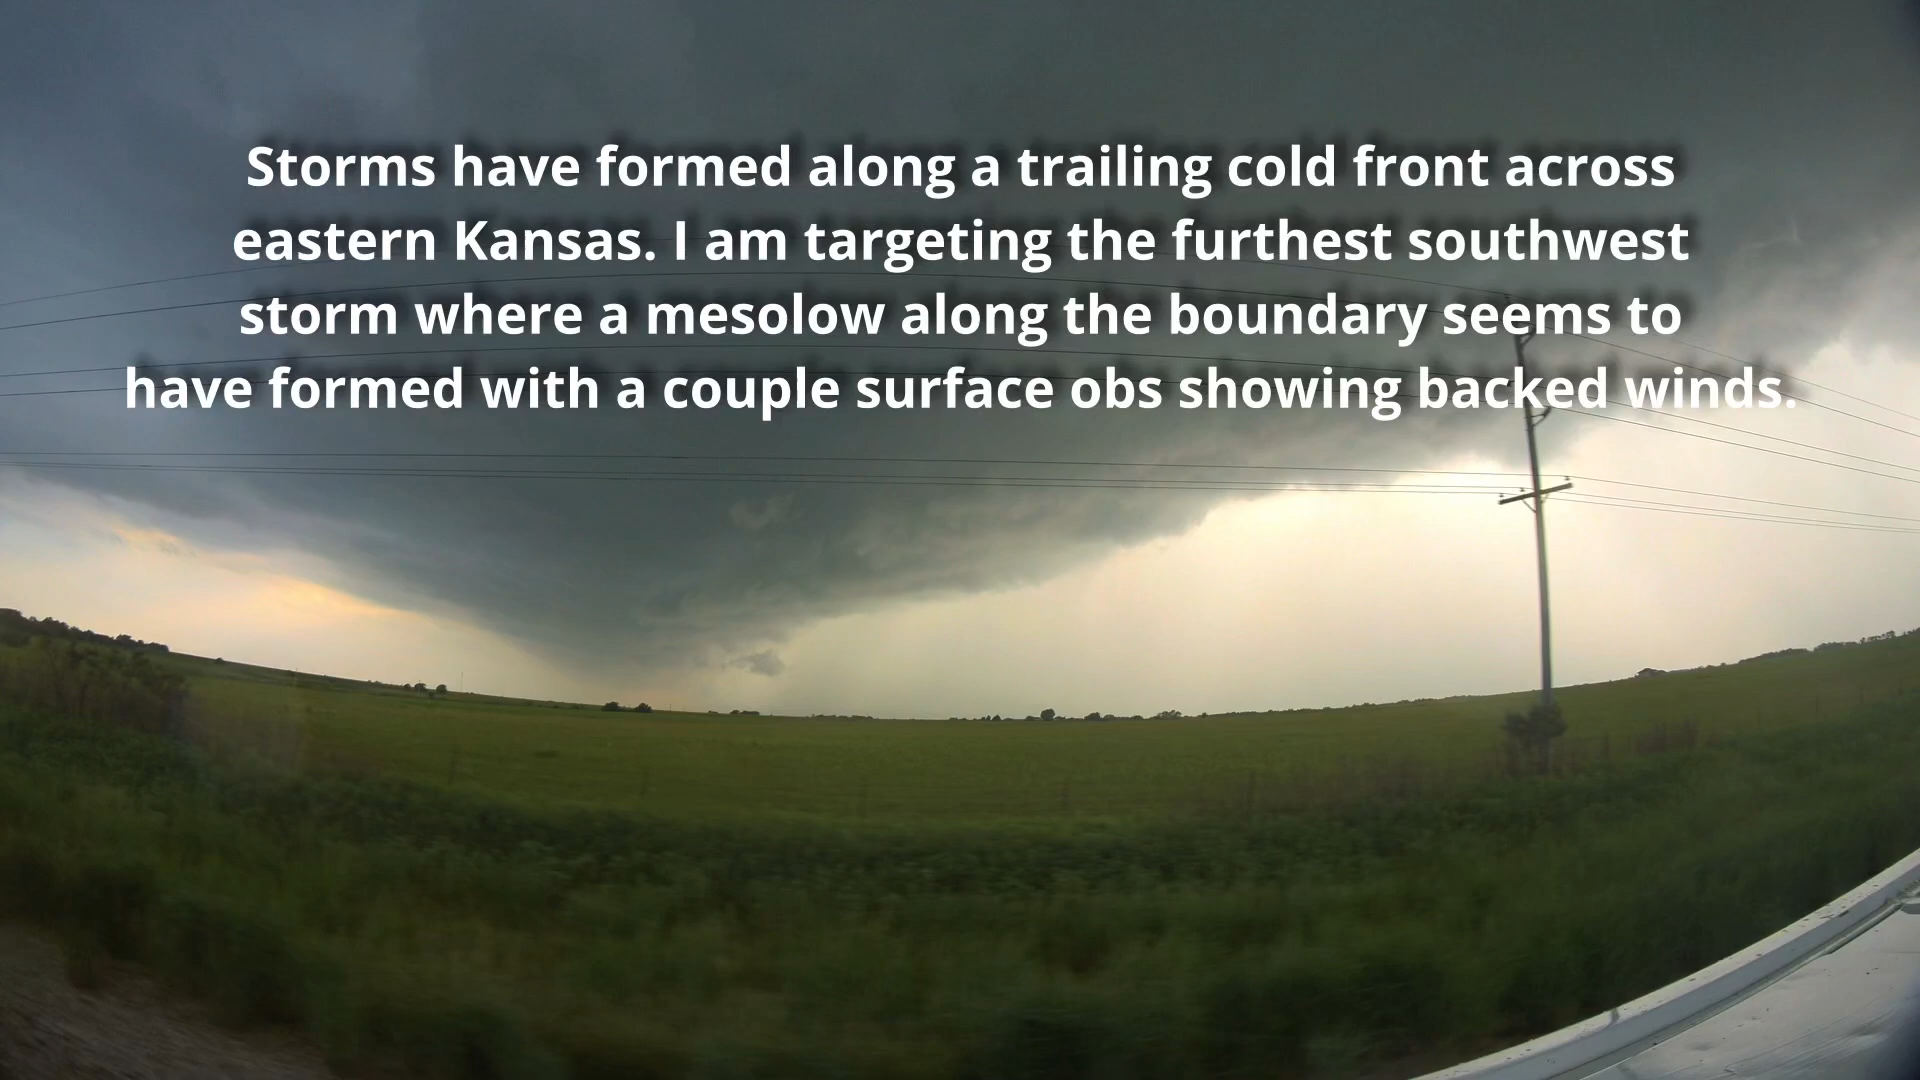 Storms have formed along a trailing cold front across
eastern Kansas. I am targeting the furthest southwest
storm where a mesolow along the boundary seems to
have formed with a couple surface obs showing backed winds.